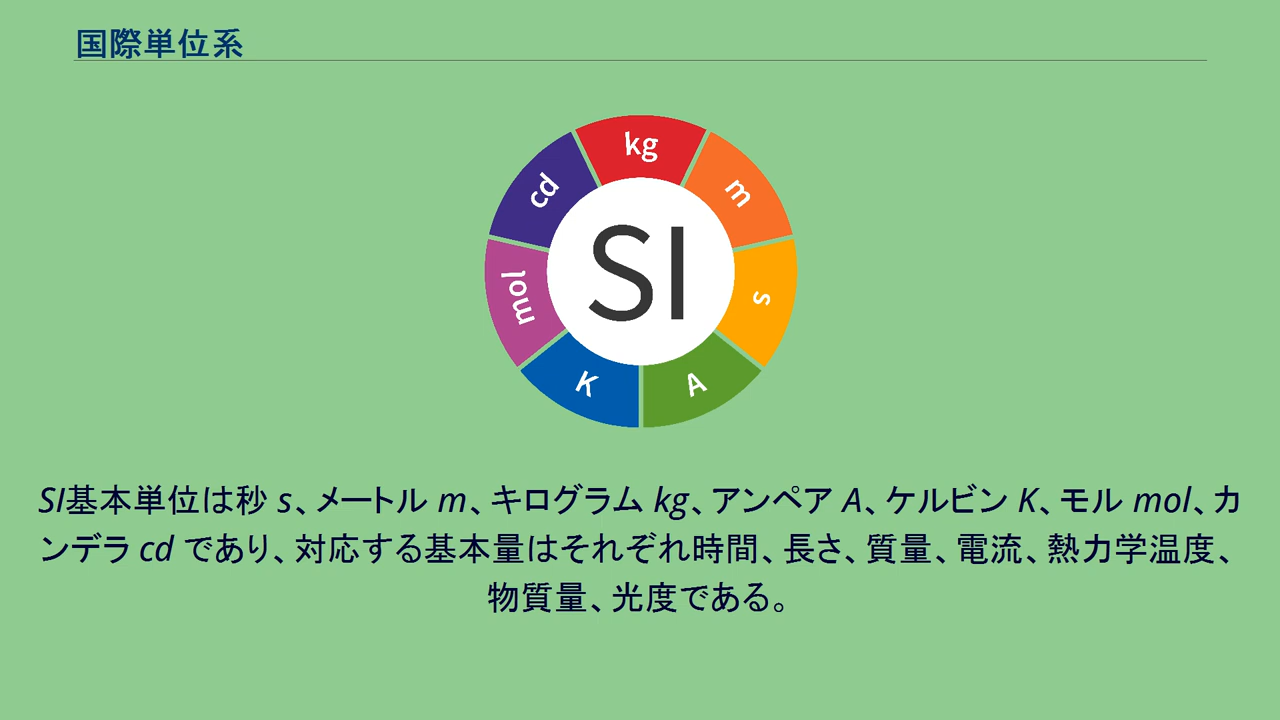 国際単位系
kg
m
s
A
K
mol
cd
SI
SI基本単位は秒 s、メートル m、キログラム kg、アンペア A、ケルビン K、モル mol、カ
ンデラ cd であり、対応する基本量はそれぞれ時間、長さ、質量、電流、熱力学温度、
物質量、光度である。